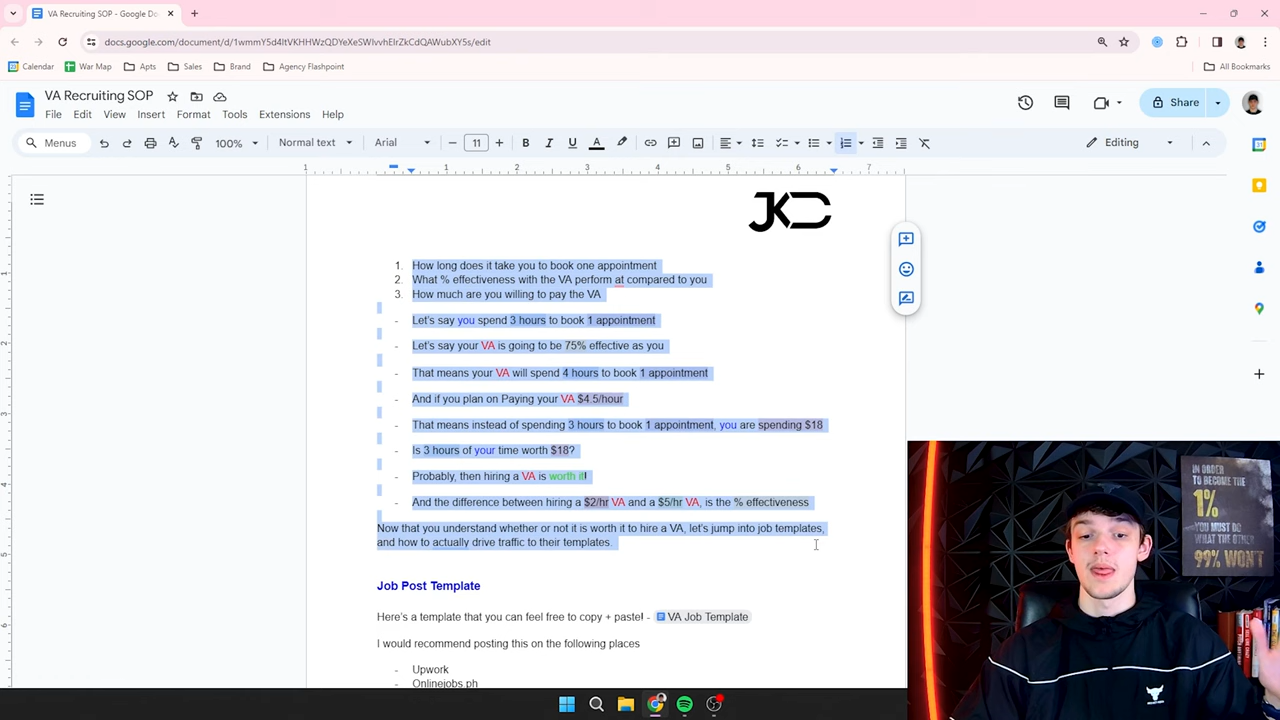 VA Recruiting SOP - Google Do
docs.google.com/document/d/1wmmY5d4ltVKHHWzQDYeXeSWIvvhElrZkCdQAWubXY5s/edit
Calendar
War Map
Apts
Sales
Brand
Agency Flashpoint
All Bookmarks
VA Recruiting SOP
File Edit View Insert Format Tools Extensions Help
Share
Menus
100%
Normal text
Arial
11
Editing
1 1 2 3 4 5 6 7
JKC
1. How long does it take you to book one appointment
2. What % effectiveness with the VA perform at compared to you
3. How much are you willing to pay the VA
- Let's say you spend 3 hours to book 1 appointment
- Let's say your VA is going to be 75% effective as you
- That means your VA will spend 4 hours to book 1 appointment
- And if you plan on Paying your VA $4.5/hour
- That means instead of spending 3 hours to book 1 appointment, you are spending $18
- Is 3 hours of your time worth $18?
- Probably, then hiring a VA is worth it!
- And the difference between hiring a $2/hr VA and a $5/hr VA, is the % effectiveness
Now that you understand whether or not it is worth it to hire a VA, let's jump into job templates,
and how to actually drive traffic to their templates.
Job Post Template
Here's a template that you can feel free to copy + paste! - VA Job Template
I would recommend posting this on the following places
- Upwork
- Onlinejobs.ph
IN ORDER
TO BECOME THE
1%
YOU MUST DO
WHAT THE OTHER
99% WON'T